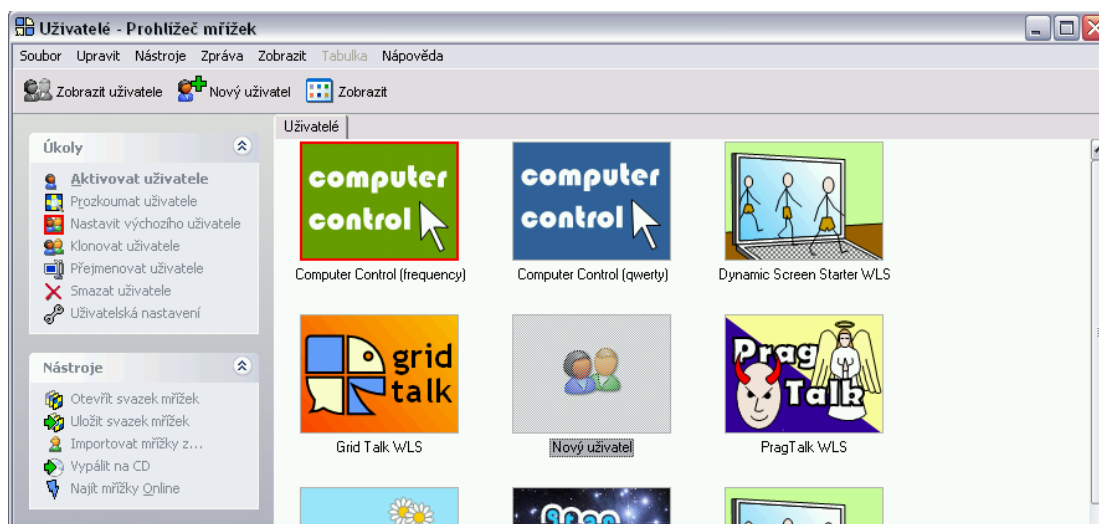 Uživatelé - Prohlížeč mřížek
Soubor Upravit Nástroje Zpráva Zobrazit Tabulka Nápověda
Zobrazit uživatele Nový uživatel Zobrazit
Uživatelé
Úkoly
Aktivovat uživatele
Prozkoumat uživatele
Nastavit výchozího uživatele
Klonovat uživatele
Přejmenovat uživatele
Smazat uživatele
Uživatelská nastavení
Nástroje
Otevřít svazek mřížek
Uložit svazek mřížek
Importovat mřížky z...
Vypálit na CD
Najít mřížky Online
computer
control
Computer Control (frequency)
computer
control
Computer Control (qwerty)
Dynamic Screen Starter WLS
grid
talk
Grid Talk WLS
Nový uživatel
Prag
Talk
PragTalk WLS